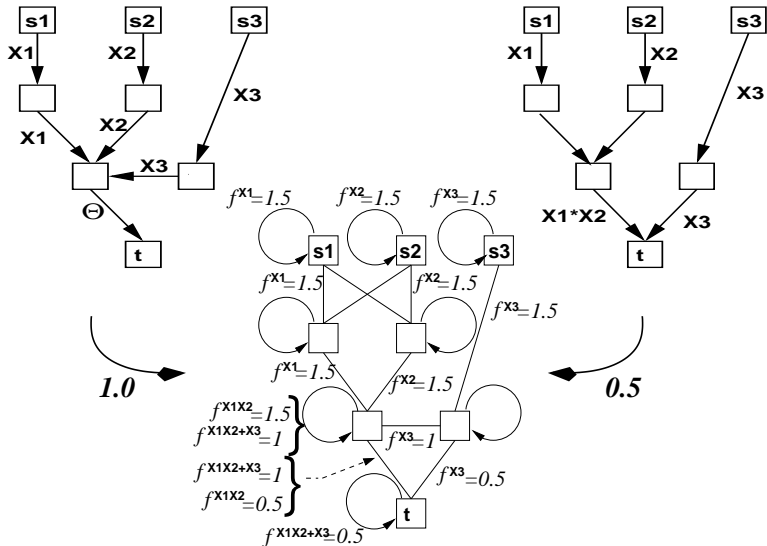 s1 s2 s3
X1 X2
X3
X1 X2
X3
Θ
t
s1 s2 s3
X1 X2
X3
X1*X2 X3
t
1.0
0.5
f^X1=1.5 f^X2=1.5 f^X3=1.5
s1 s2 s3
f^X1=1.5 f^X2=1.5
f^X3=1.5
f^X1=1.5 f^X2=1.5
f^X1X2=1.5
f^X1X2+X3=1
f^X3=1
f^X1X2+X3=1
f^X1X2=0.5
f^X3=0.5
t
f^X1X2+X3=0.5